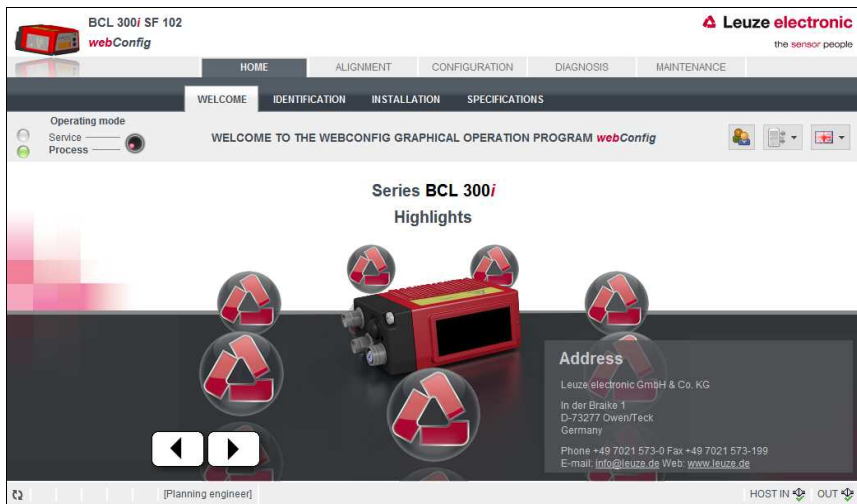 BCL 300i SF 102
webConfig
Leuze electronic
the sensor people
HOME ALIGNMENT CONFIGURATION DIAGNOSIS MAINTENANCE
WELCOME IDENTIFICATION INSTALLATION SPECIFICATIONS
Operating mode
Service
Process
WELCOME TO THE WEBCONFIG GRAPHICAL OPERATION PROGRAM webConfig
Series BCL 300i
Highlights
Address
Leuze electronic GmbH & Co. KG
In der Braike 1
D-73277 Owen/Teck
Germany
Phone +49 7021 573-0 Fax +49 7021 573-199
E-mail: info@leuze.de Web: www.leuze.de
[Planning engineer] HOST IN OUT